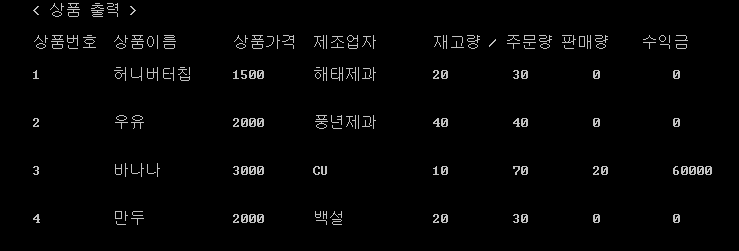 < 상품 출력 >
상품번호 상품이름 상품가격 제조업자 재고량 / 주문량 판매량 수익금
1 허니버터칩 1500 해태제과 20 30 0 0
2 우유 2000 풍년제과 40 40 0 0
3 바나나 3000 CU 10 70 20 60000
4 만두 2000 백설 20 30 0 0